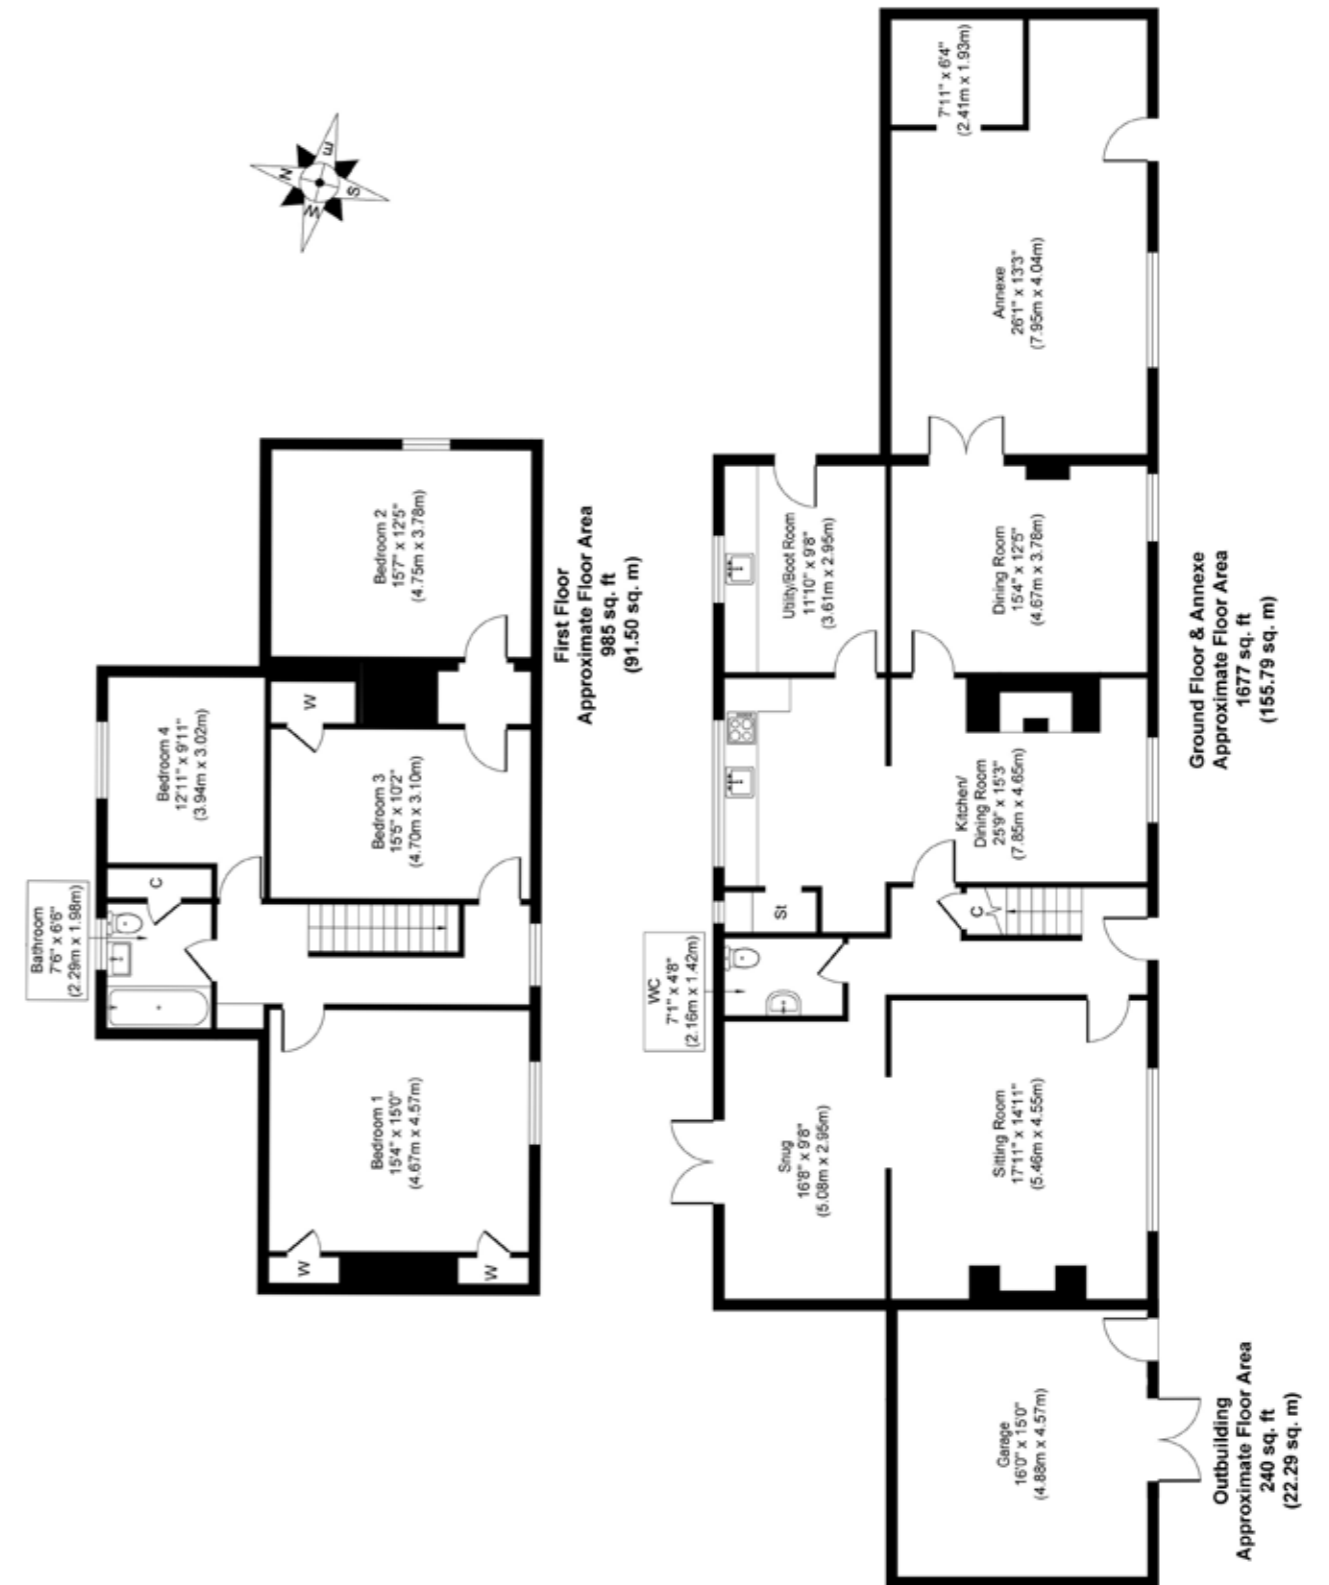 Bathroom
7'6" x 6'6"
(2.29m x 1.98m)
Bedroom 4
12'11" x 9'11"
(3.94m x 3.02m)
C
W
Bedroom 3
15'5" x 10'2"
(4.70m x 3.10m)
Bedroom 2
15'7" x 12'5"
(4.75m x 3.78m)
Bedroom 1
15'4" x 15'0"
(4.67m x 4.57m)
W
W
First Floor
Approximate Floor Area
985 sq. ft
(91.50 sq. m)
N
E
S
W
WC
7'1" x 4'8"
(2.16m x 1.42m)
St
Utility/Boot Room
11'10" x 9'8"
(3.61m x 2.95m)
Snug
16'8" x 9'8"
(5.08m x 2.95m)
Kitchen/
Dining Room
25'9" x 15'3"
(7.85m x 4.65m)
C
Dining Room
15'4" x 12'5"
(4.67m x 3.78m)
Sitting Room
17'11" x 14'11"
(5.46m x 4.55m)
7'11" x 6'4"
(2.41m x 1.93m)
Annexe
26'1" x 13'3"
(7.95m x 4.04m)
Ground Floor & Annexe
Approximate Floor Area
1677 sq. ft
(155.79 sq. m)
Garage
16'0" x 15'0"
(4.88m x 4.57m)
Outbuilding
Approximate Floor Area
240 sq. ft
(22.29 sq. m)